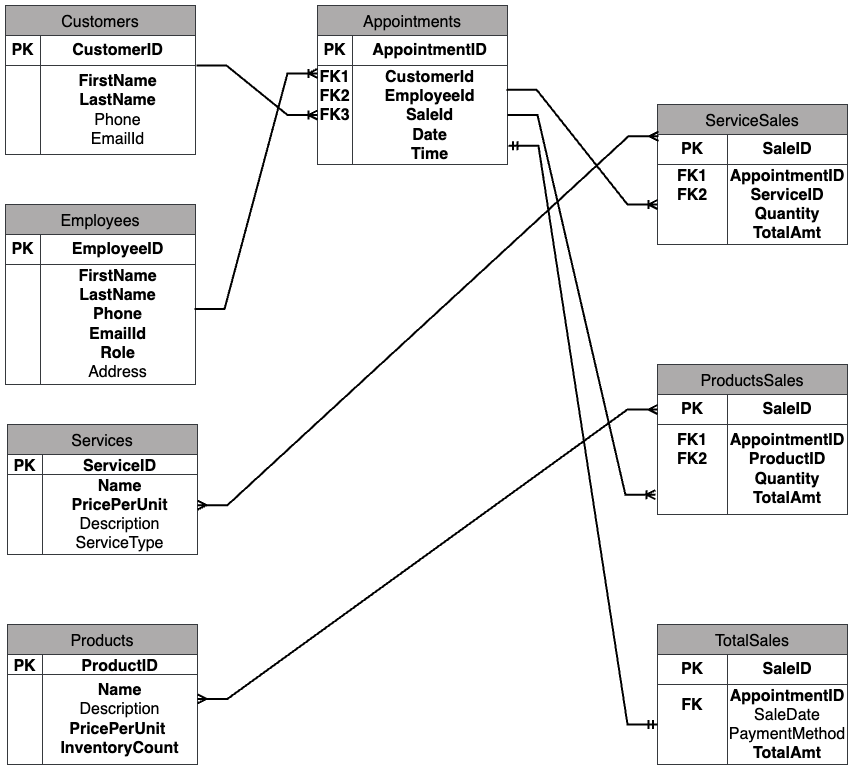 Customers
PK CustomerID
FirstName
LastName
Phone
EmailId
Appointments
PK AppointmentID
FK1 CustomerId
FK2 EmployeeId
FK3 SaleId
Date
Time
ServiceSales
PK SaleID
FK1 AppointmentID
FK2 ServiceID
Quantity
TotalAmt
Employees
PK EmployeeID
FirstName
LastName
Phone
EmailId
Role
Address
ProductsSales
PK SaleID
FK1 AppointmentID
FK2 ProductID
Quantity
TotalAmt
Services
PK ServiceID
Name
PricePerUnit
Description
ServiceType
Products
PK ProductID
Name
Description
PricePerUnit
InventoryCount
TotalSales
PK SaleID
FK AppointmentID
SaleDate
PaymentMethod
TotalAmt